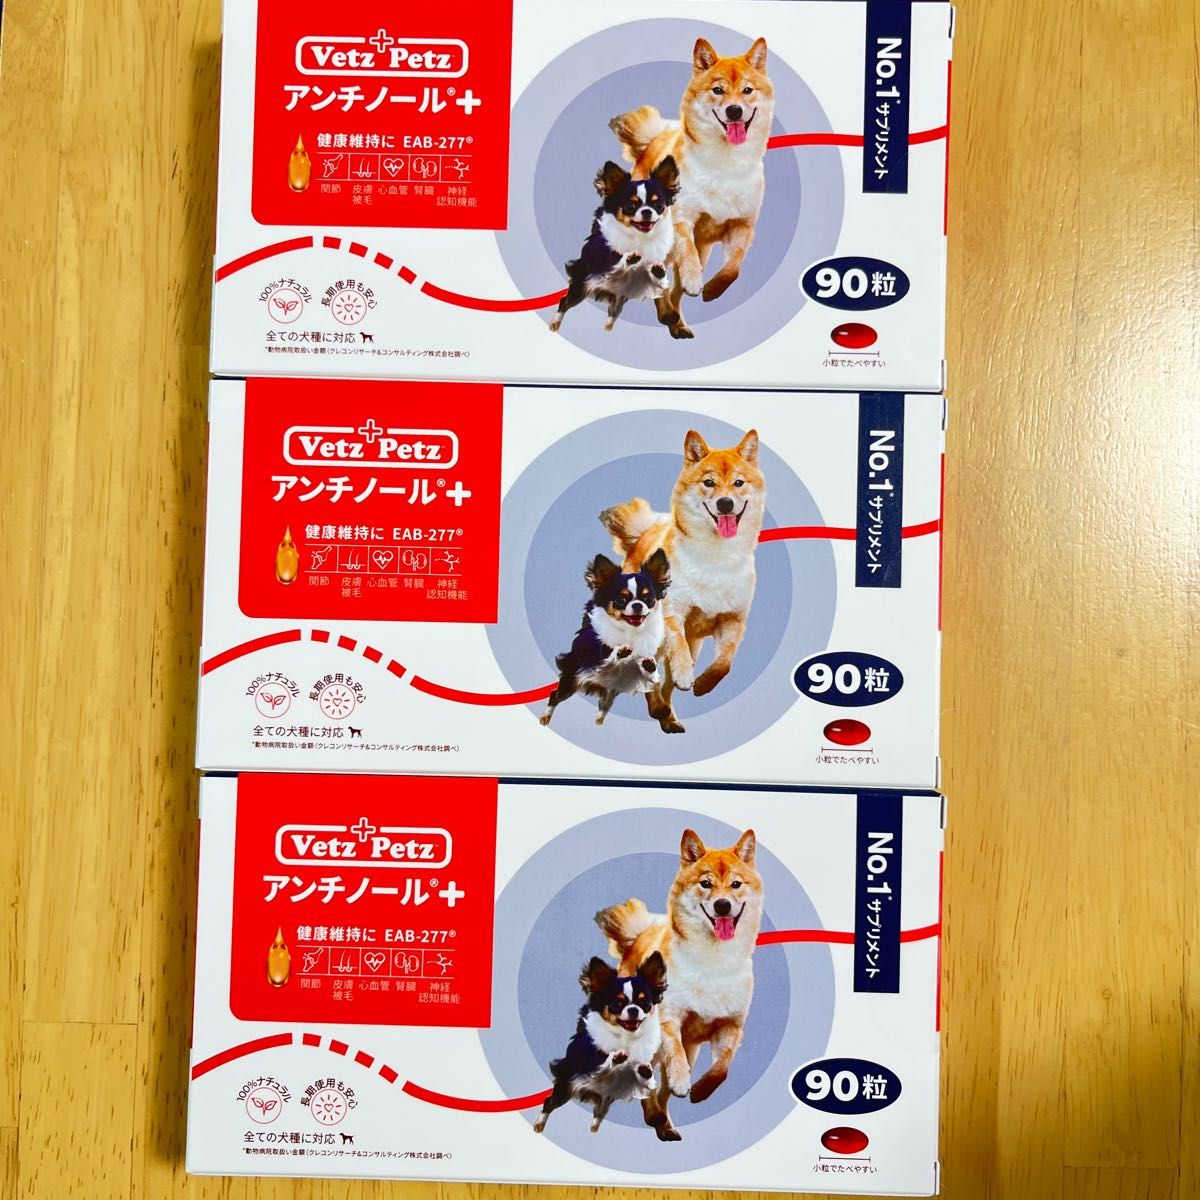 Vetz Petz
アンチノール®+
健康維持に EAB-277®
関節 皮膚被毛 心血管 腎臓 神経認知機能
100%ナチュラル
長期使用も安心
全ての犬種に対応
*動物病院取扱い金額(クレコンリサーチ&コンサルティング株式会社調べ)
No.1*サプリメント
90粒
小粒でたべやすい
Vetz Petz
アンチノール®+
健康維持に EAB-277®
関節 皮膚被毛 心血管 腎臓 神経認知機能
100%ナチュラル
長期使用も安心
全ての犬種に対応
*動物病院取扱い金額(クレコンリサーチ&コンサルティング株式会社調べ)
No.1*サプリメント
90粒
小粒でたべやすい
Vetz Petz
アンチノール®+
健康維持に EAB-277®
関節 皮膚被毛 心血管 腎臓 神経認知機能
100%ナチュラル
長期使用も安心
全ての犬種に対応
*動物病院取扱い金額(クレコンリサーチ&コンサルティング株式会社調べ)
No.1*サプリメント
90粒
小粒でたべやすい